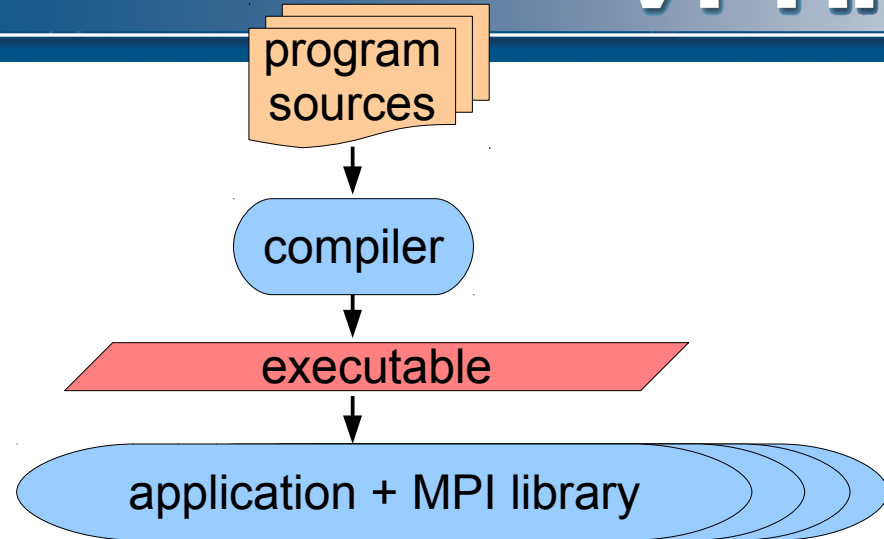 program
sources
compiler
executable
application + MPI library